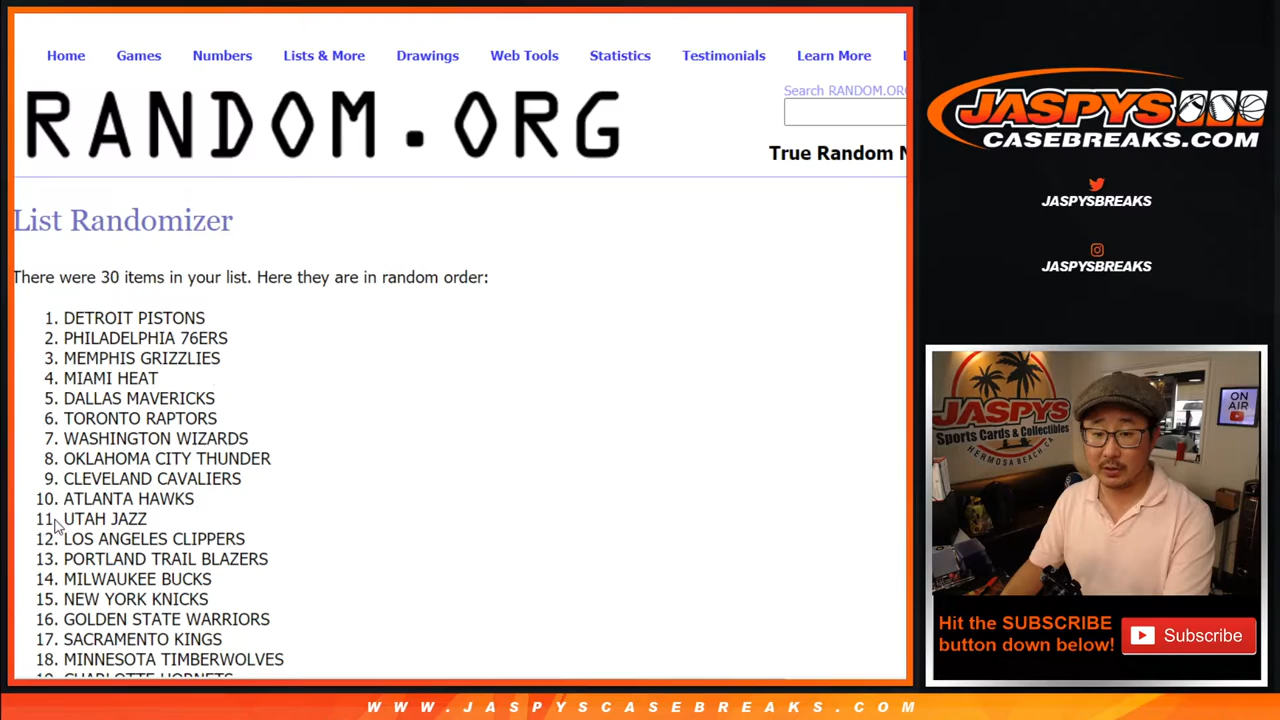 Home Games Numbers Lists & More Drawings Web Tools Statistics Testimonials Learn More
RANDOM.ORG
Search RANDOM.ORG
True Random N
List Randomizer
There were 30 items in your list. Here they are in random order:
1. DETROIT PISTONS
2. PHILADELPHIA 76ERS
3. MEMPHIS GRIZZLIES
4. MIAMI HEAT
5. DALLAS MAVERICKS
6. TORONTO RAPTORS
7. WASHINGTON WIZARDS
8. OKLAHOMA CITY THUNDER
9. CLEVELAND CAVALIERS
10. ATLANTA HAWKS
11. UTAH JAZZ
12. LOS ANGELES CLIPPERS
13. PORTLAND TRAIL BLAZERS
14. MILWAUKEE BUCKS
15. NEW YORK KNICKS
16. GOLDEN STATE WARRIORS
17. SACRAMENTO KINGS
18. MINNESOTA TIMBERWOLVES
19. CHARLOTTE HORNETS
JASPYS
CASEBREAKS.COM
JASPYSBREAKS
JASPYSBREAKS
JASPYS
Sports Cards & Collectibles
HERMOSA BEACH, CA
ON
AIR
Hit the SUBSCRIBE
button down below!
Subscribe
WWW.JASPYSCASEBREAKS.COM